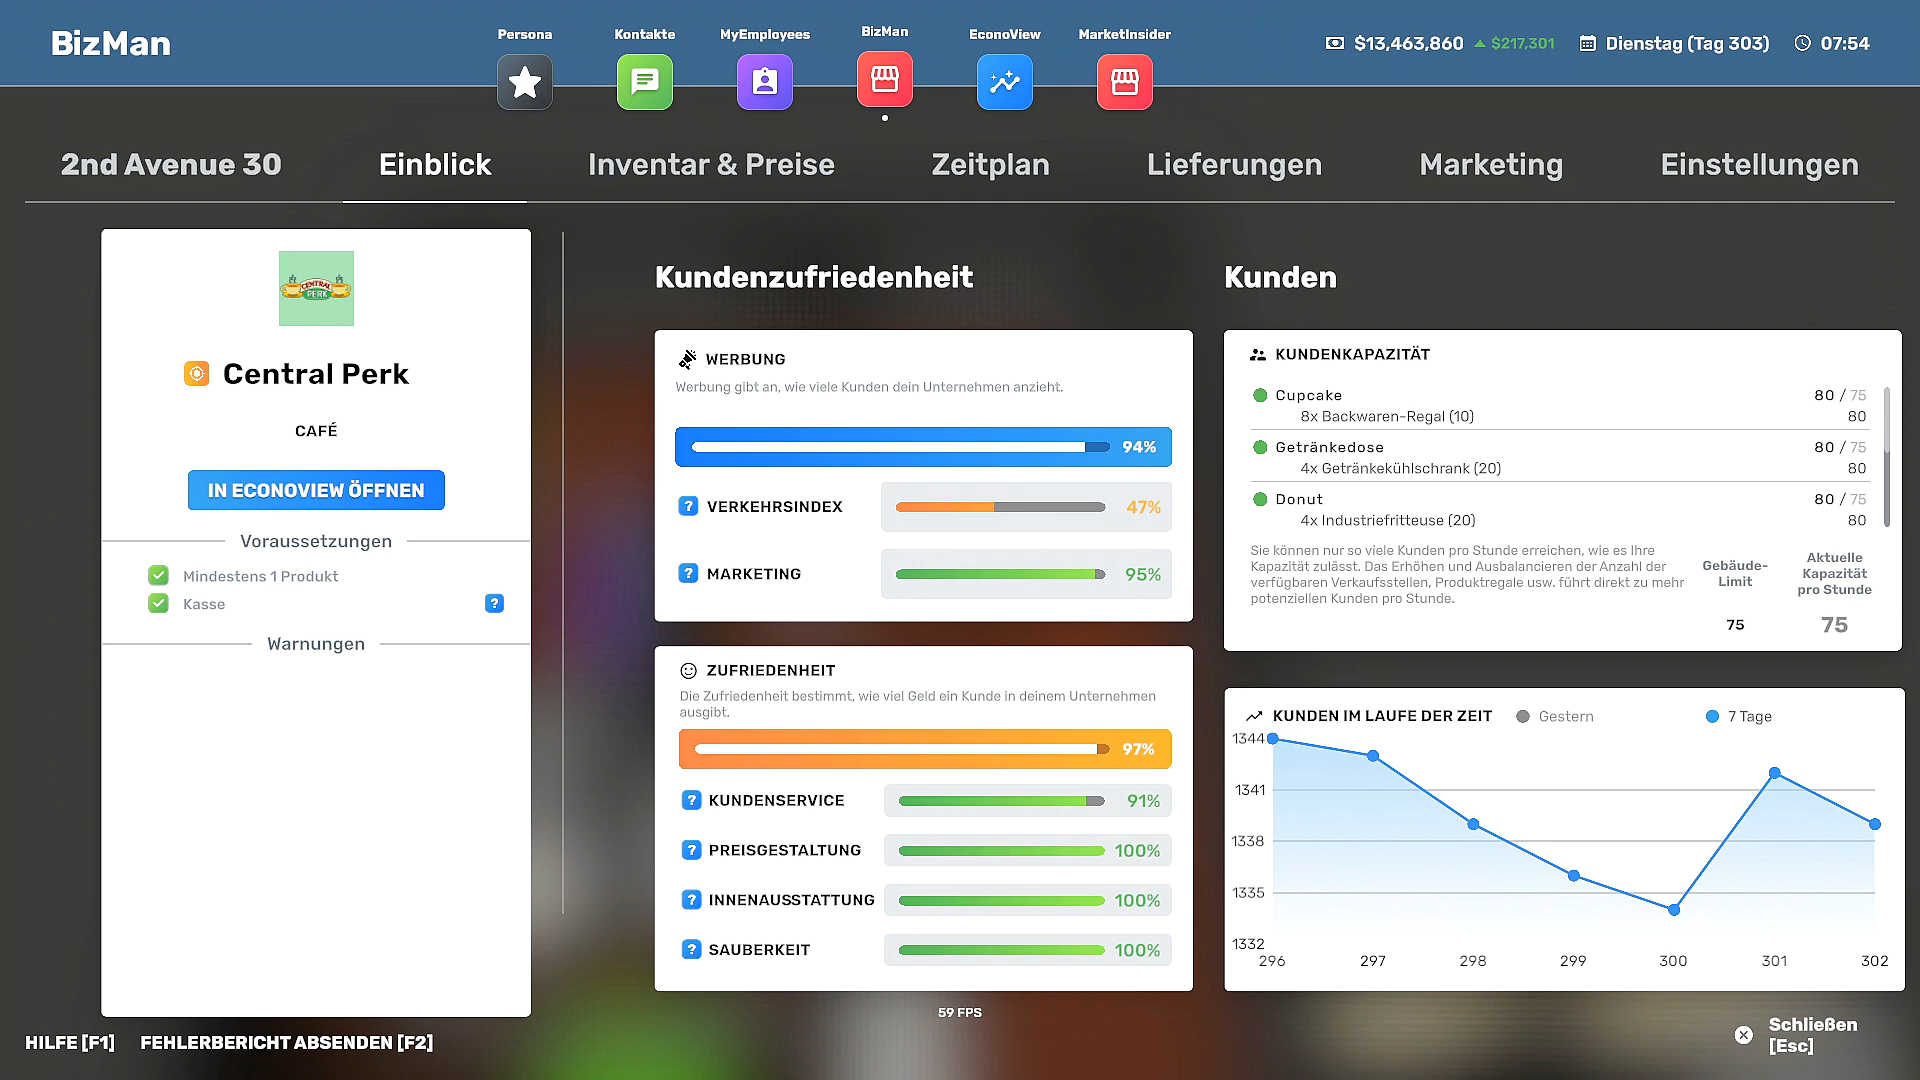 BizMan
Persona
Kontakte
MyEmployees
BizMan
EconoView
MarketInsider
$13,463,860
$217,301
Dienstag (Tag 303)
07:54
2nd Avenue 30
Einblick
Inventar & Preise
Zeitplan
Lieferungen
Marketing
Einstellungen
CENTRAL
PERK
Central Perk
CAFÉ
IN ECONOVIEW ÖFFNEN
Voraussetzungen
Mindestens 1 Produkt
Kasse
?
Warnungen
Kundenzufriedenheit
WERBUNG
Werbung gibt an, wie viele Kunden dein Unternehmen anzieht.
94%
? VERKEHRSINDEX 47%
? MARKETING 95%
ZUFRIEDENHEIT
Die Zufriedenheit bestimmt, wie viel Geld ein Kunde in deinem Unternehmen
ausgibt.
97%
? KUNDENSERVICE 91%
? PREISGESTALTUNG 100%
? INNENAUSSTATTUNG 100%
? SAUBERKEIT 100%
Kunden
KUNDENKAPAZITÄT
Cupcake 80 / 75
8x Backwaren-Regal (10) 80
Getränkedose 80 / 75
4x Getränkekühlschrank (20) 80
Donut 80 / 75
4x Industriefritteuse (20) 80
Sie können nur so viele Kunden pro Stunde erreichen, wie es Ihre
Kapazität zulässt. Das Erhöhen und Ausbalancieren der Anzahl der
verfügbaren Verkaufsstellen, Produktregale usw. führt direkt zu mehr
potenziellen Kunden pro Stunde.
Gebäude-
Limit
75
Aktuelle
Kapazität
pro Stunde
75
KUNDEN IM LAUFE DER ZEIT
Gestern
7 Tage
1344
1341
1338
1335
1332
296 297 298 299 300 301 302
59 FPS
HILFE [F1]
FEHLERBERICHT ABSENDEN [F2]
Schließen
[Esc]